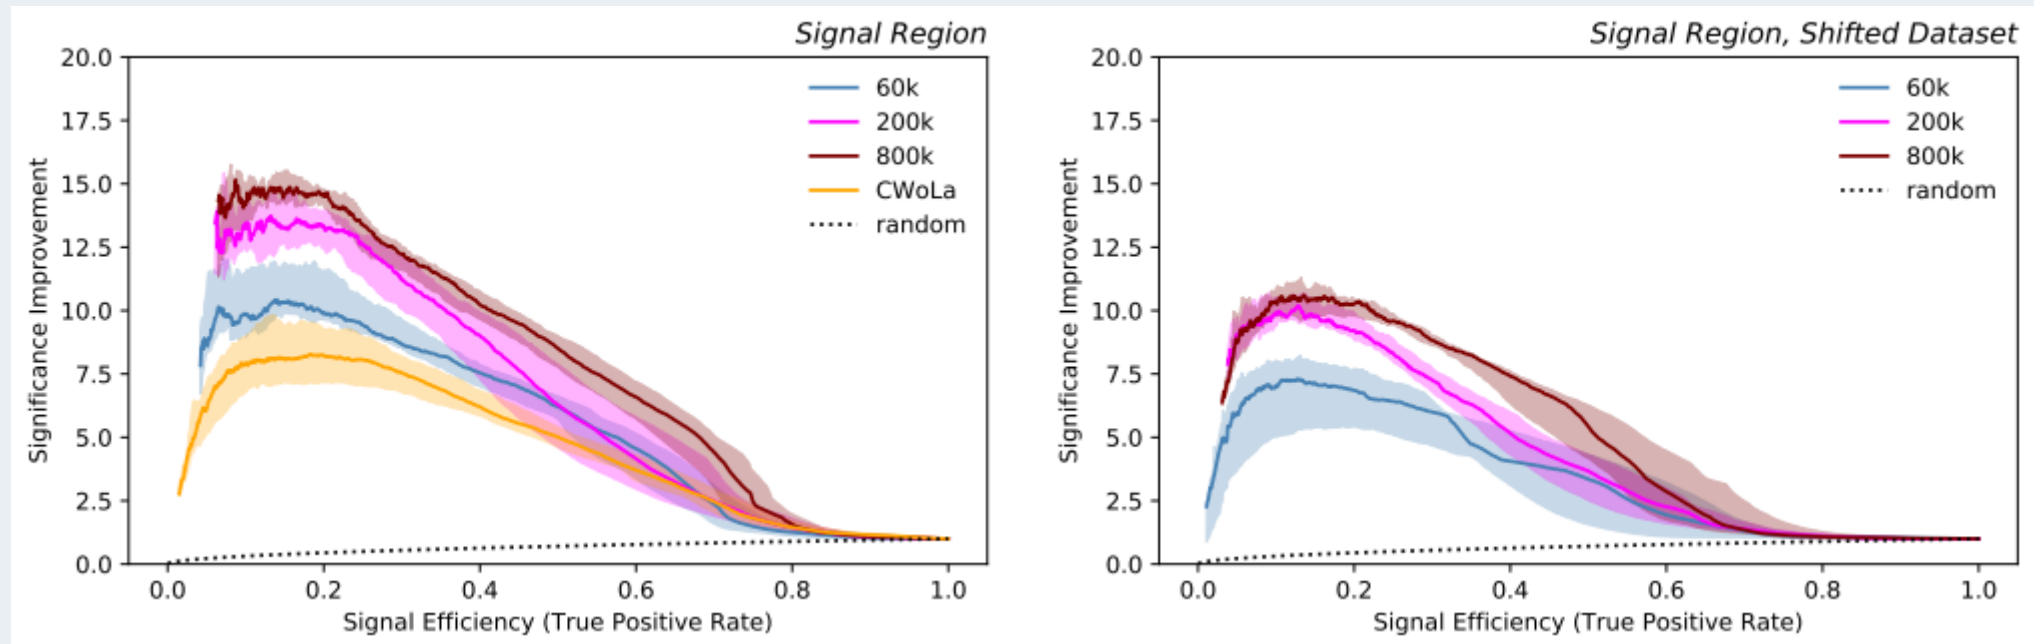 Signal Region
20.0
17.5
15.0
12.5
10.0
7.5
5.0
2.5
0.0
Significance Improvement
60k
200k
800k
CWoLa
random
0.0 0.2 0.4 0.6 0.8 1.0
Signal Efficiency (True Positive Rate)
Signal Region, Shifted Dataset
20.0
17.5
15.0
12.5
10.0
7.5
5.0
2.5
0.0
Significance Improvement
60k
200k
800k
random
0.0 0.2 0.4 0.6 0.8 1.0
Signal Efficiency (True Positive Rate)